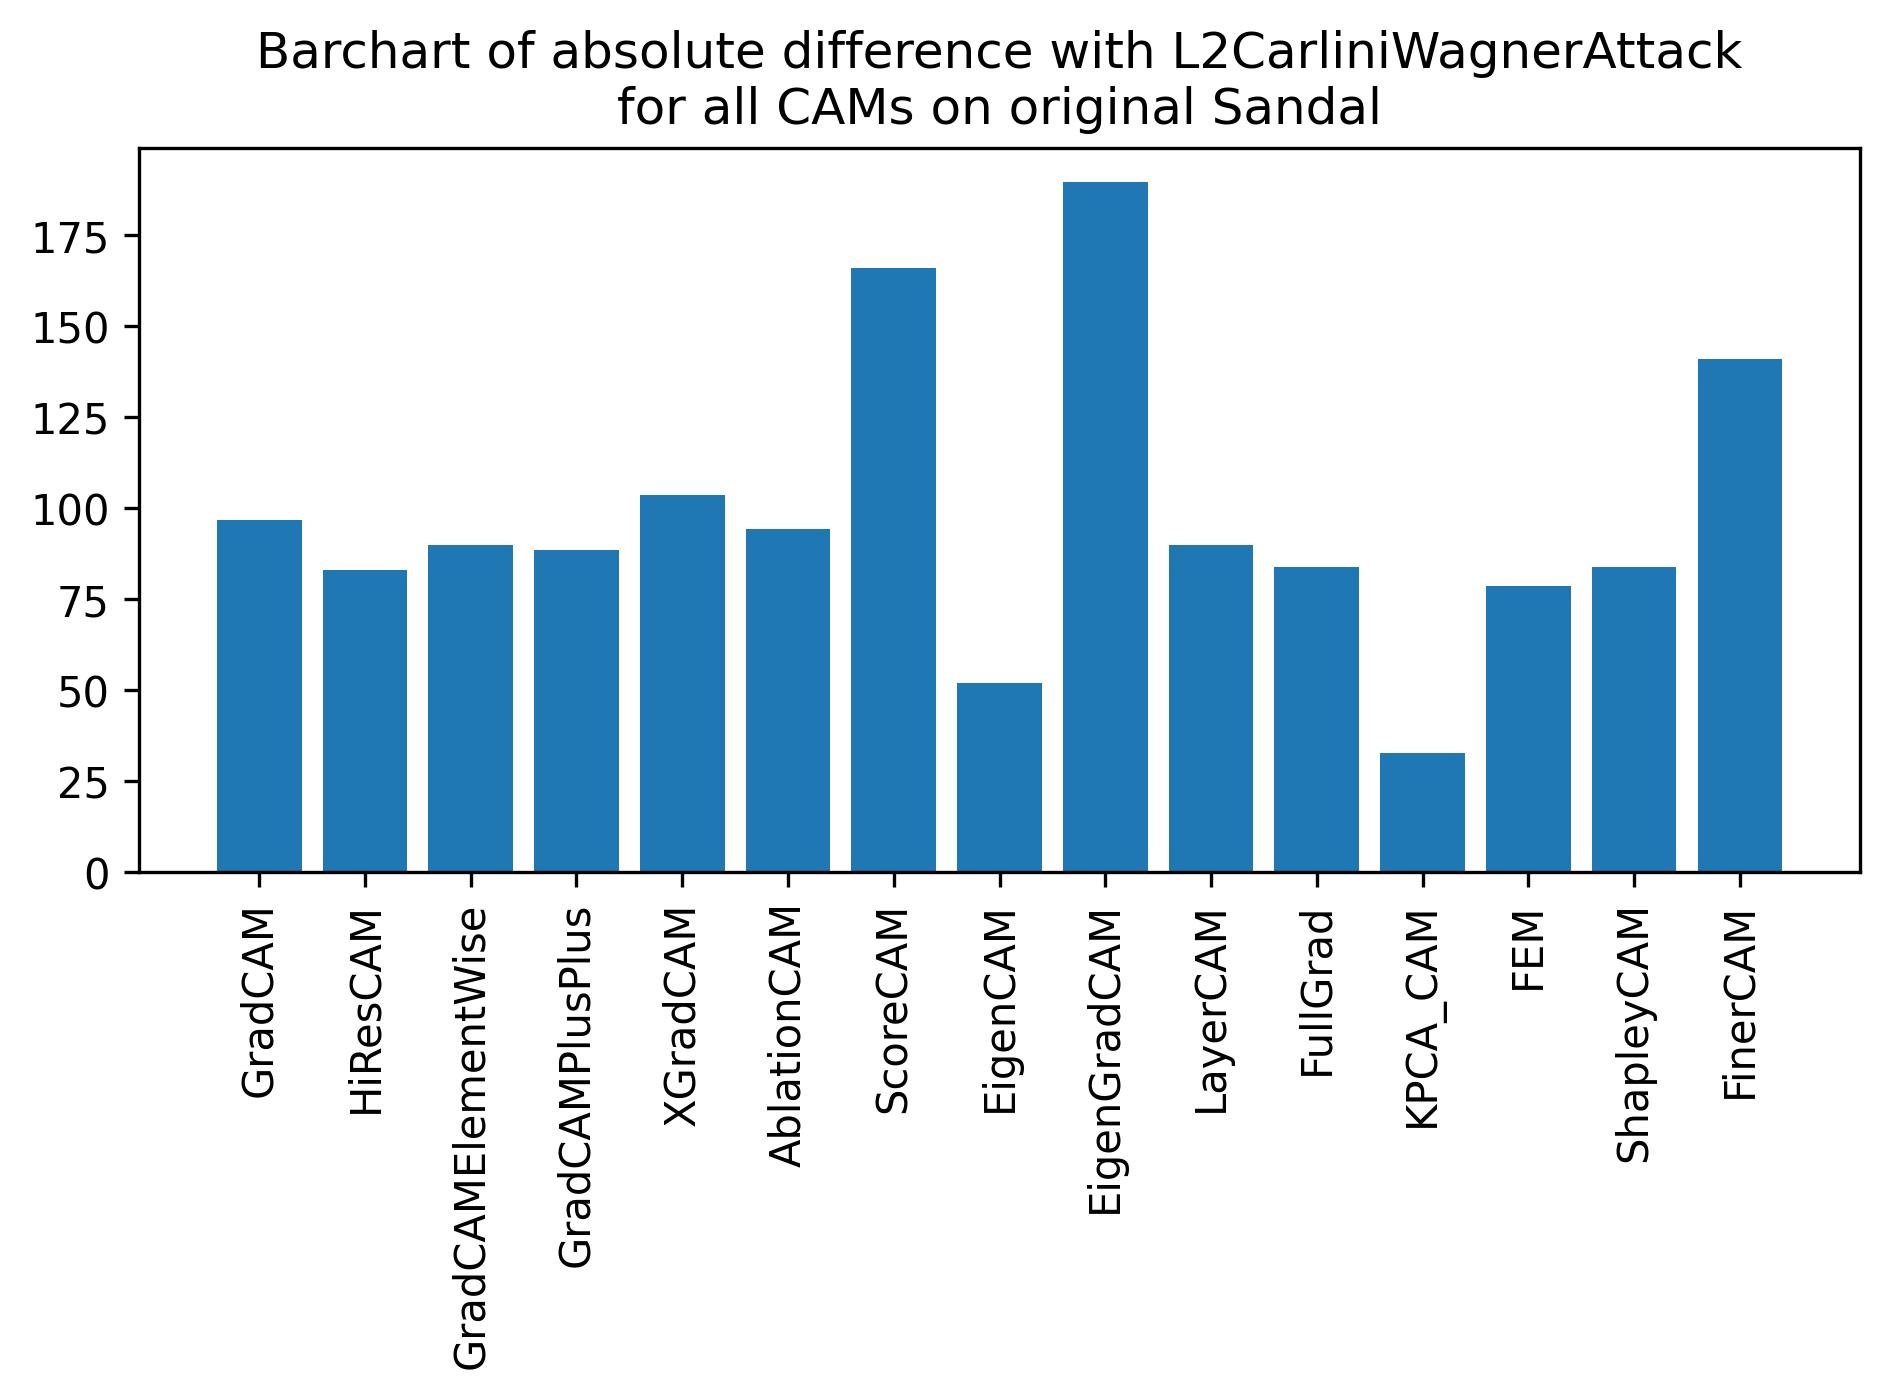 Barchart of absolute difference with L2CarliniWagnerAttack
for all CAMs on original Sandal
175
150
125
100
75
50
25
0
GradCAM
HiResCAM
GradCAMElementWise
GradCAMPlusPlus
XGradCAM
AblationCAM
ScoreCAM
EigenCAM
EigenGradCAM
LayerCAM
FullGrad
KPCA_CAM
FEM
ShapleyCAM
FinerCAM